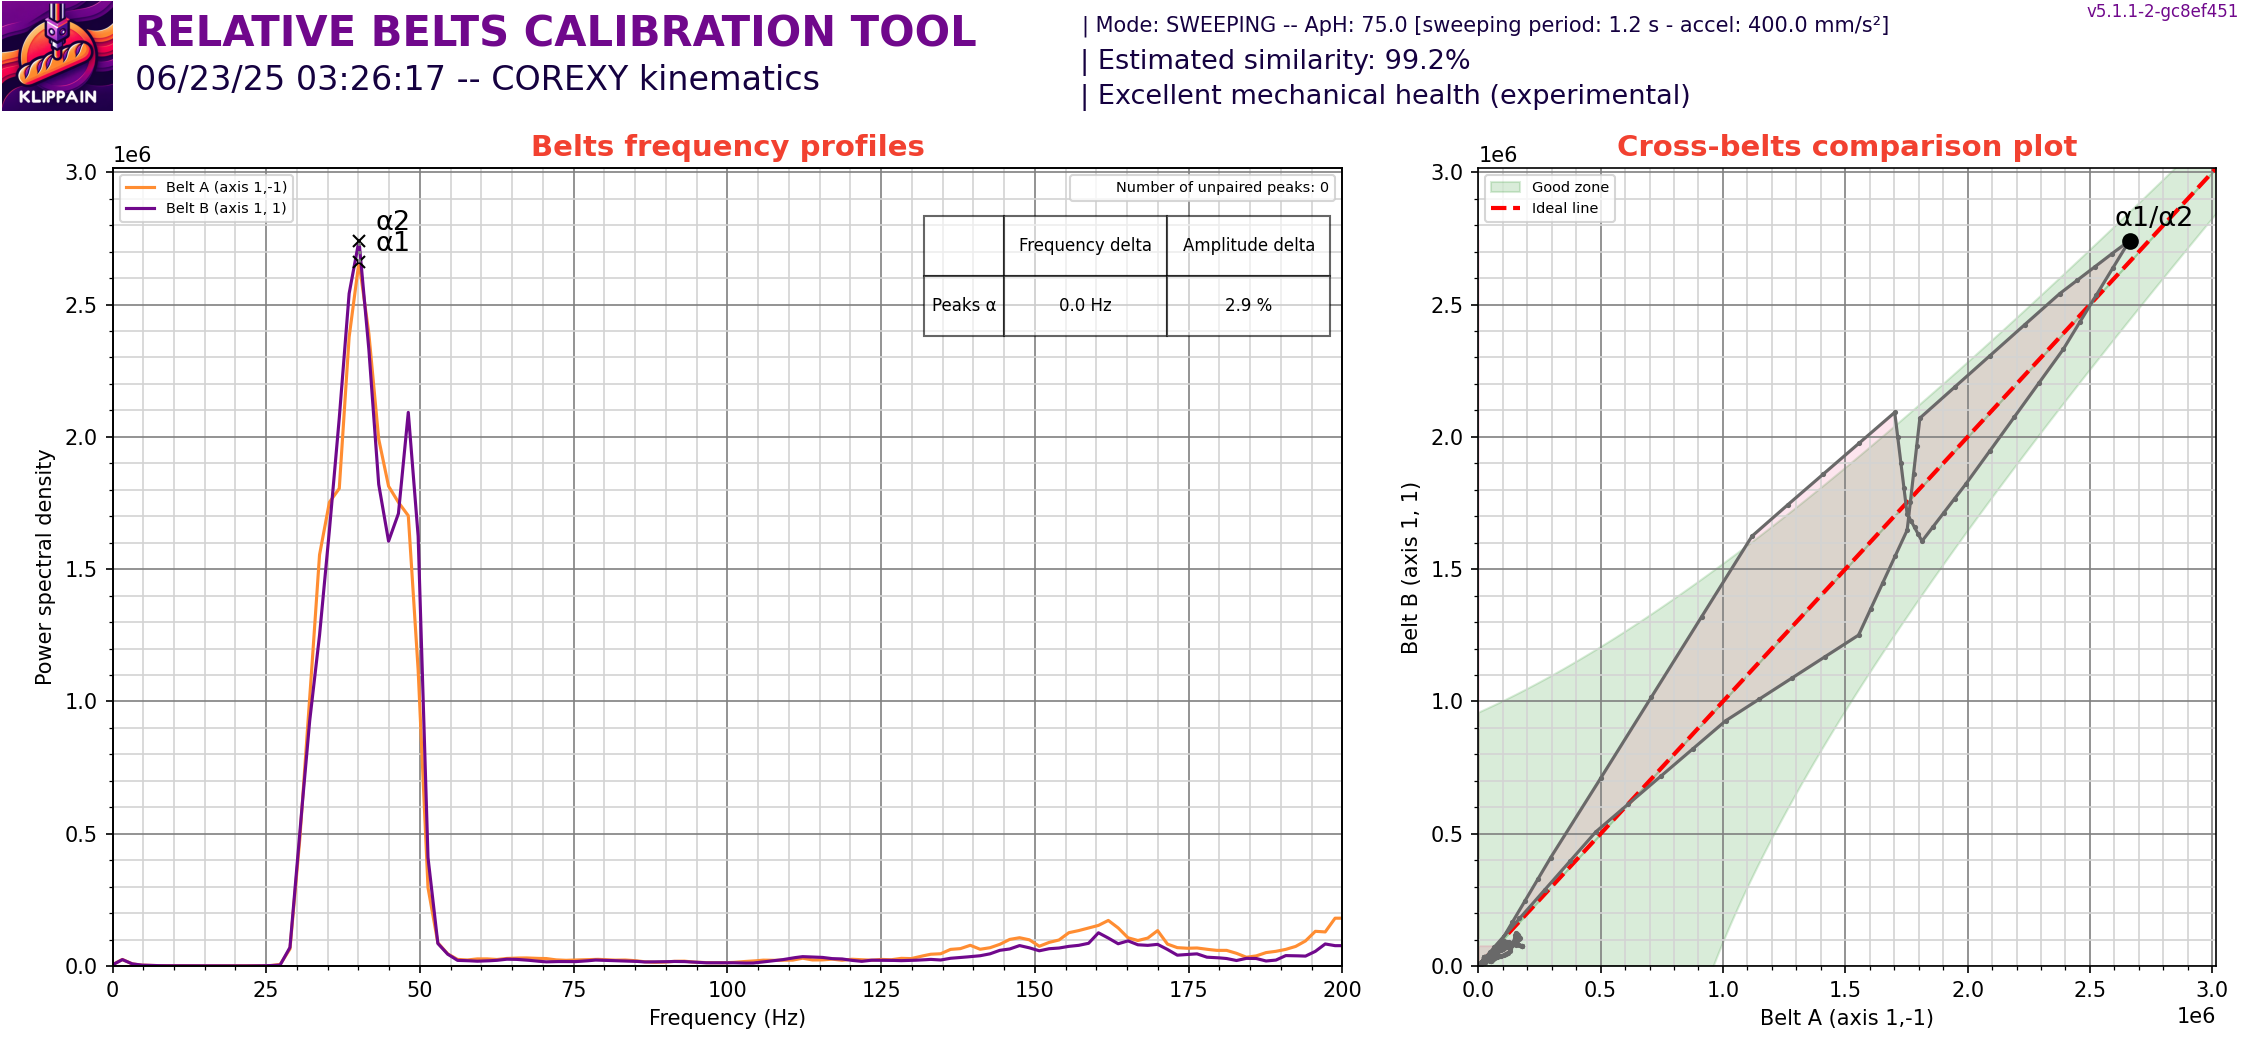 KLIPPAIN
RELATIVE BELTS CALIBRATION TOOL
06/23/25 03:26:17 -- COREXY kinematics
| Mode: SWEEPING -- ApH: 75.0 [sweeping period: 1.2 s - accel: 400.0 mm/s²]
| Estimated similarity: 99.2%
| Excellent mechanical health (experimental)
v5.1.1-2-gc8ef451
Belts frequency profiles
1e6
3.0
2.5
2.0
1.5
1.0
0.5
0.0
Power spectral density
Belt A (axis 1,-1)
Belt B (axis 1, 1)
α2
α1
Number of unpaired peaks: 0
Frequency delta Amplitude delta
Peaks α 0.0 Hz 2.9 %
0 25 50 75 100 125 150 175 200
Frequency (Hz)
Cross-belts comparison plot
1e6
3.0
2.5
2.0
1.5
1.0
0.5
0.0
Belt B (axis 1, 1)
Good zone
Ideal line
α1/α2
0.0 0.5 1.0 1.5 2.0 2.5 3.0
Belt A (axis 1,-1)
1e6